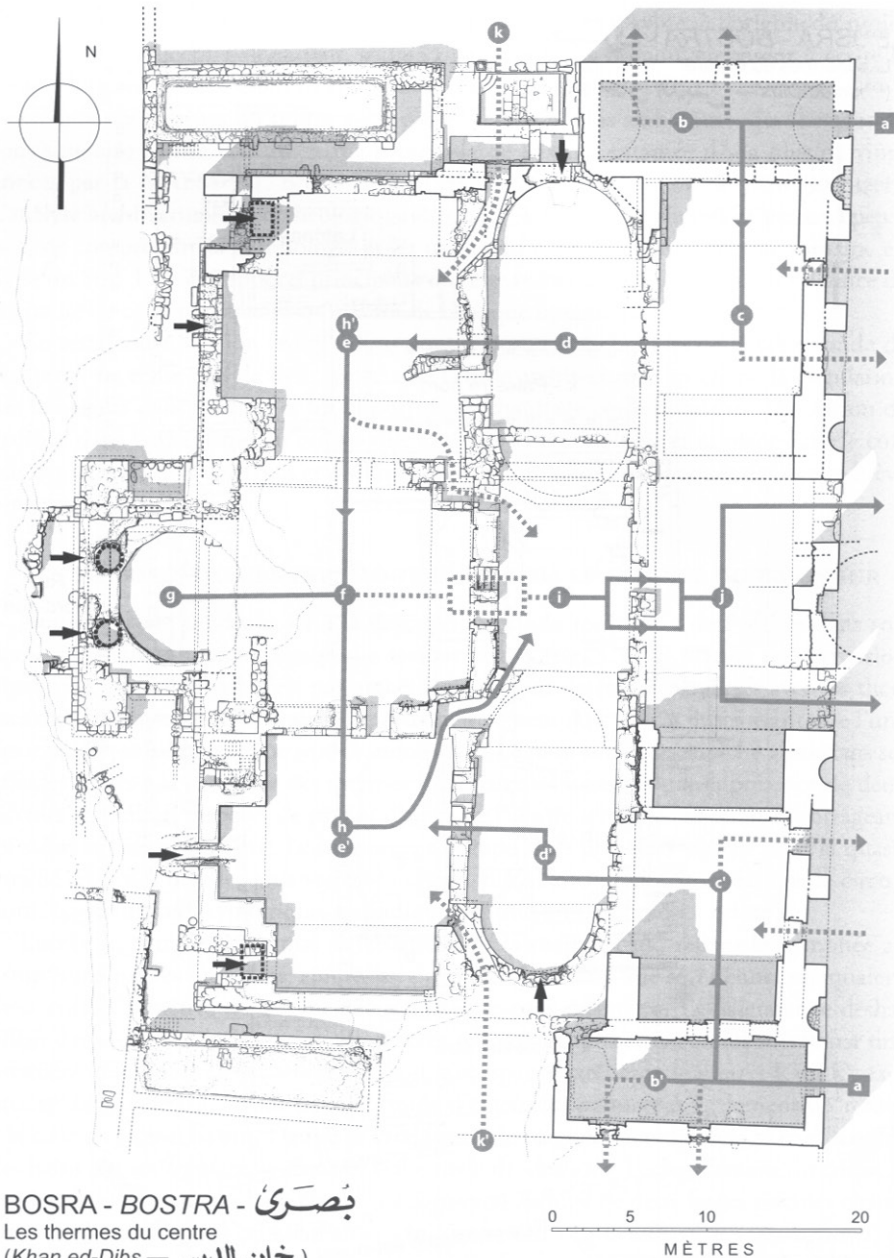 N
k
b
a
c
h'
e
d
g
f
i
j
h
e'
d'
c'
b'
a
k'
BOSRA - BOSTRA - بُصرَىٰ
Les thermes du centre
(Khan ed-Dibs — خان الدبس)
0 5 10 20
MÈTRES